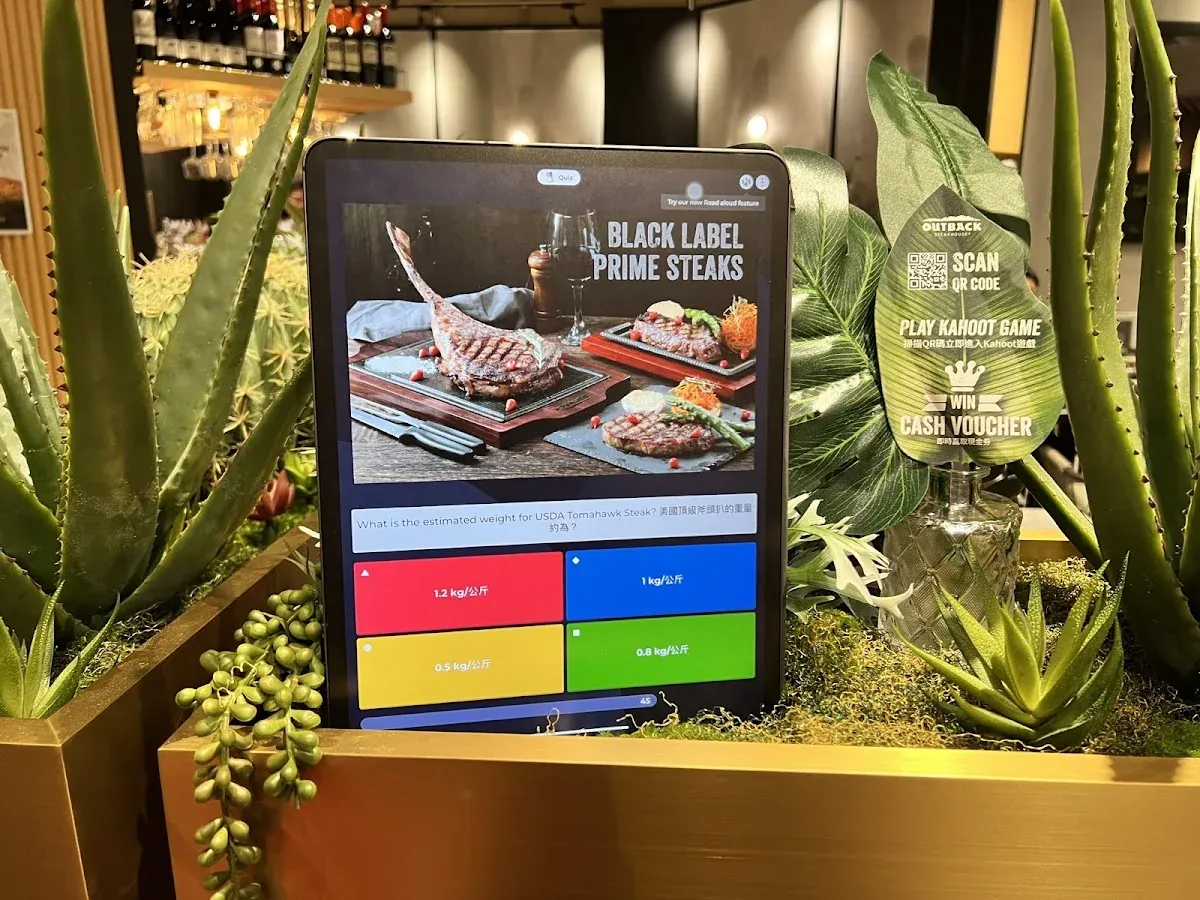 Quiz
Try our new Read aloud feature
BLACK LABEL
PRIME STEAKS
What is the estimated weight for USDA Tomahawk Steak? 美國頂級斧頭扒的重量
約為？
1.2 kg/公斤
1 kg/公斤
0.5 kg/公斤
0.8 kg/公斤
45
OUTBACK
STEAKHOUSE
SCAN
QR CODE
PLAY KAHOOT GAME
掃描QR碼立即進入Kahoot遊戲
WIN
CASH VOUCHER
即時贏取現金券